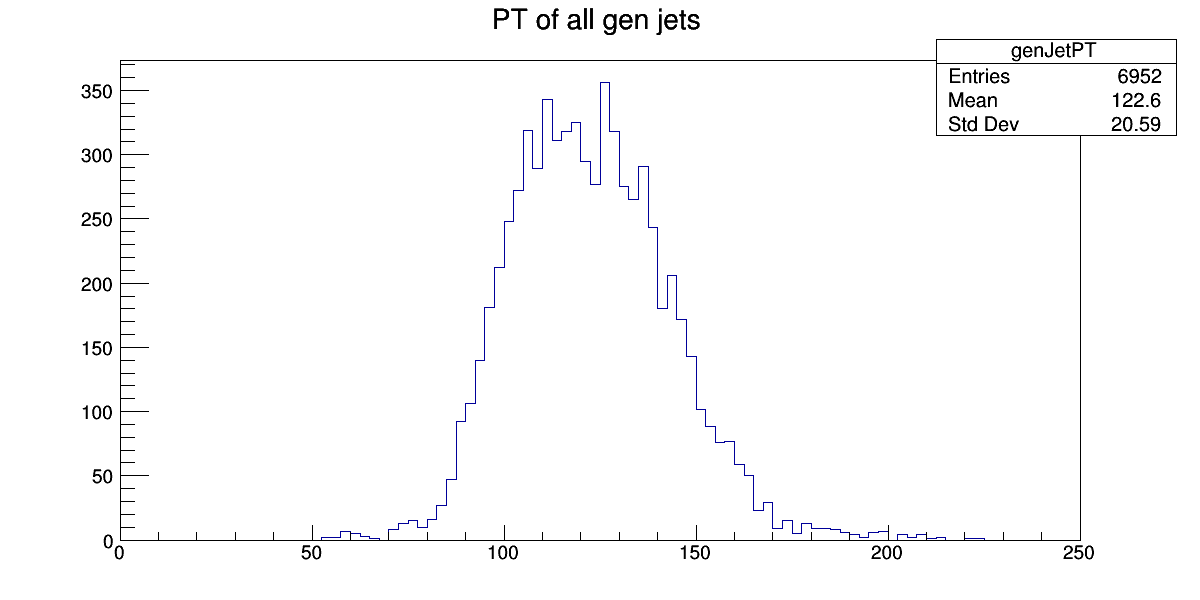 PT of all gen jets
genJetPT
Entries 6952
Mean 122.6
Std Dev 20.59
350
300
250
200
150
100
50
0
0 50 100 150 200 250